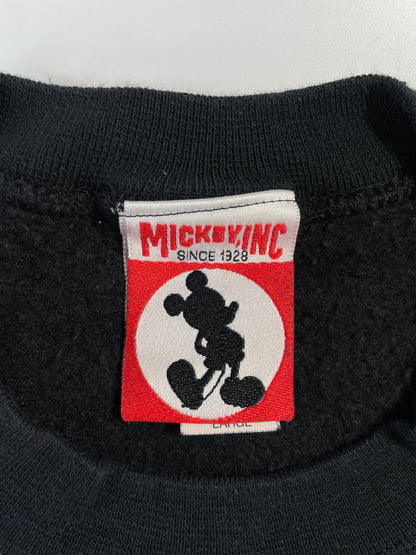 MICKEY, INC
SINCE 1928
LARGE